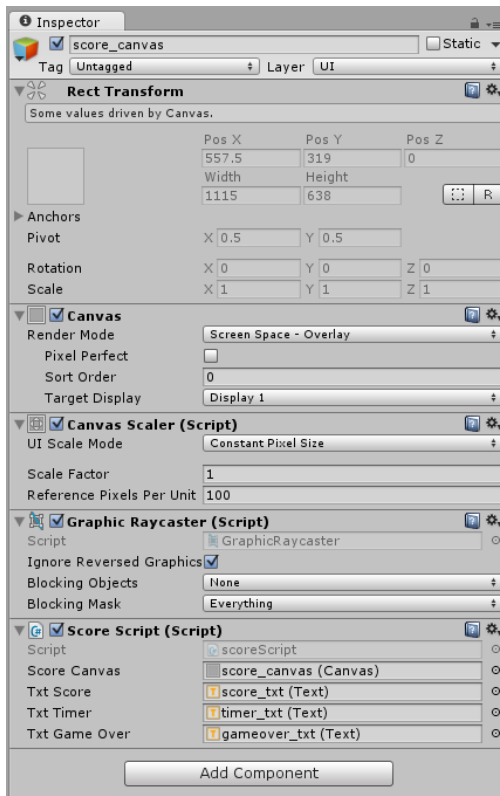 Inspector
score_canvas Static
Tag Untagged Layer UI
Rect Transform
Some values driven by Canvas.
Pos X Pos Y Pos Z
557.5 319 0
Width Height
1115 638
R
Anchors
Pivot X 0.5 Y 0.5
Rotation X 0 Y 0 Z 0
Scale X 1 Y 1 Z 1
Canvas
Render Mode Screen Space - Overlay
Pixel Perfect
Sort Order 0
Target Display Display 1
Canvas Scaler (Script)
UI Scale Mode Constant Pixel Size
Scale Factor 1
Reference Pixels Per Unit 100
Graphic Raycaster (Script)
Script GraphicRaycaster
Ignore Reversed Graphics
Blocking Objects None
Blocking Mask Everything
Score Script (Script)
Script scoreScript
Score Canvas score_canvas (Canvas)
Txt Score score_txt (Text)
Txt Timer timer_txt (Text)
Txt Game Over gameover_txt (Text)
Add Component